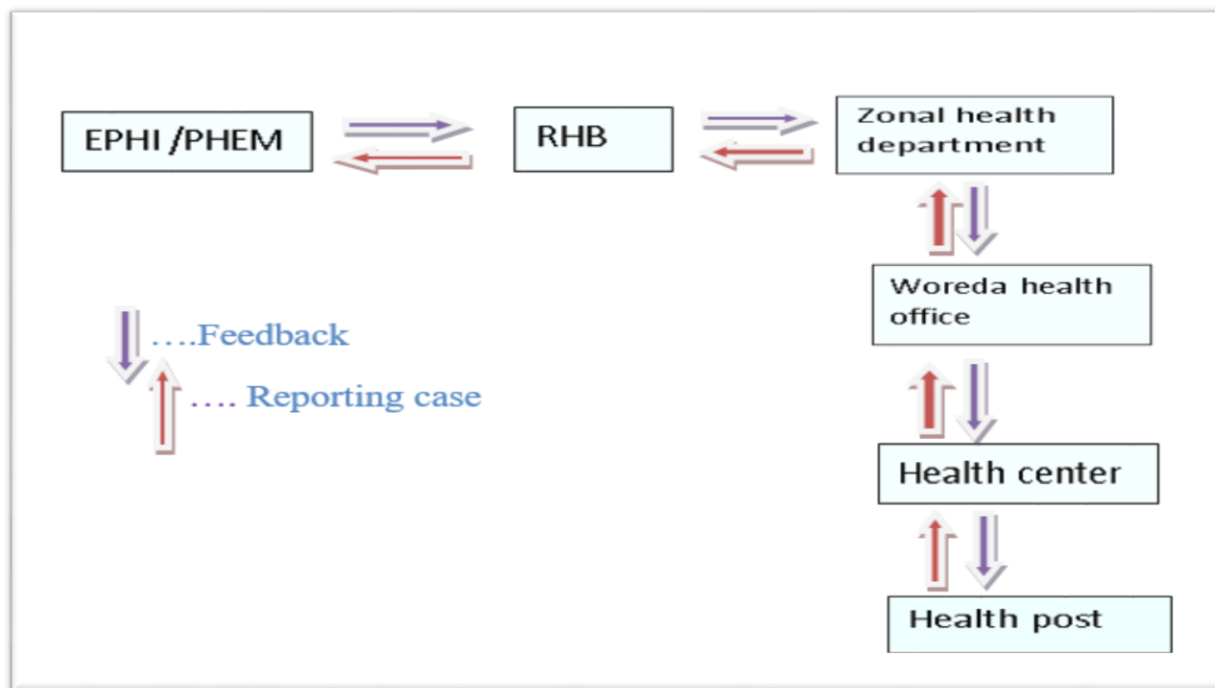 EPHI /PHEM
RHB
Zonal health
department
Woreda health
office
….Feedback
…. Reporting case
Health center
Health post